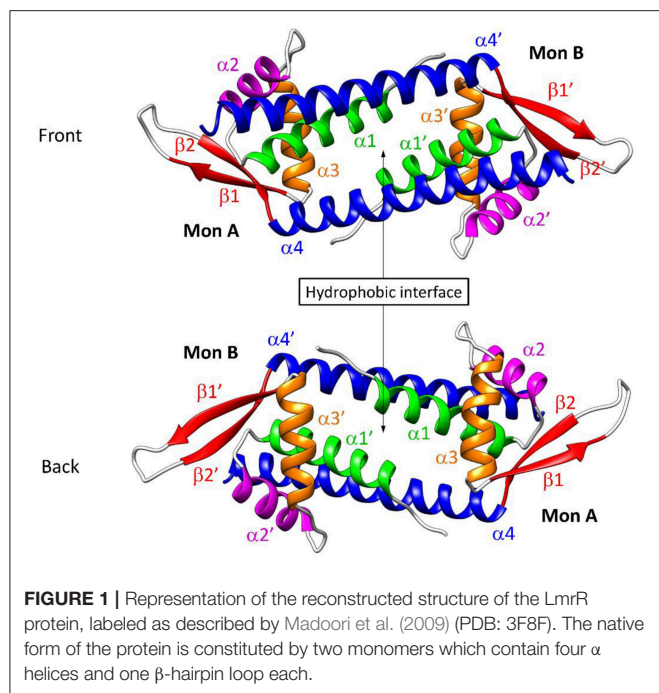 α4'
α2
Mon B
β1'
Front
α3'
α1
α1'
β2
α3
β2'
β1
Mon A
α2'
α4
Hydrophobic interface
α4'
α2
Mon B
β1'
β2
α3'
α1
α1'
α3
β1
Back
β2'
Mon A
α4
α2'
FIGURE 1 | Representation of the reconstructed structure of the LmrR
protein, labeled as described by Madoori et al. (2009) (PDB: 3F8F). The native
form of the protein is constituted by two monomers which contain four α
helices and one β-hairpin loop each.